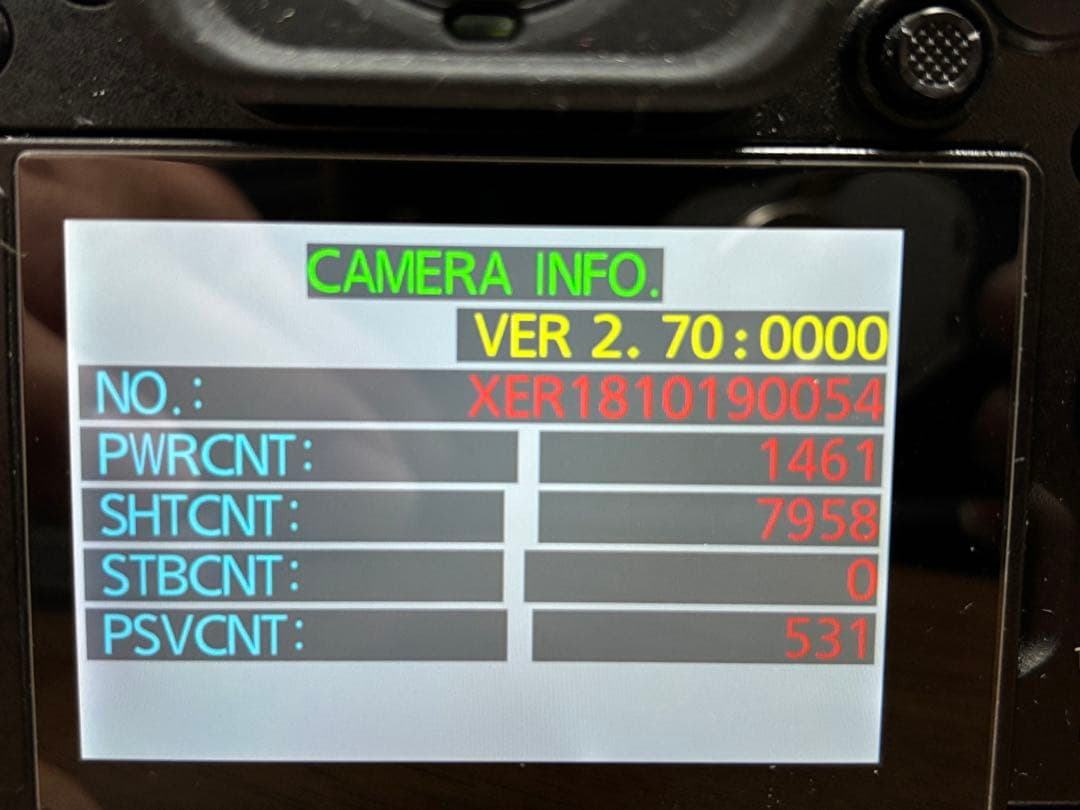 CAMERA INFO.
VER 2. 70:0000
NO.: XER1810190054
PWRCNT: 1461
SHTCNT: 7958
STBCNT: 0
PSVCNT: 531